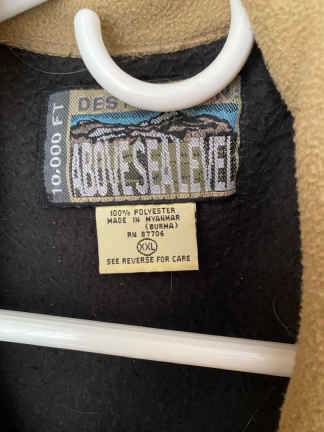 10,000 FT
ABOVE SEA LEVEL
100% POLYESTER
MADE IN MYANMAR
(BURMA)
RN 87706
XXL
SEE REVERSE FOR CARE